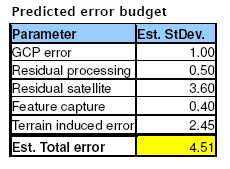 Predicted error budget
Parameter Est. StDev.
GCP error 1.00
Residual processing 0.50
Residual satellite 3.60
Feature capture 0.40
Terrain induced error 2.45
Est. Total error 4.51